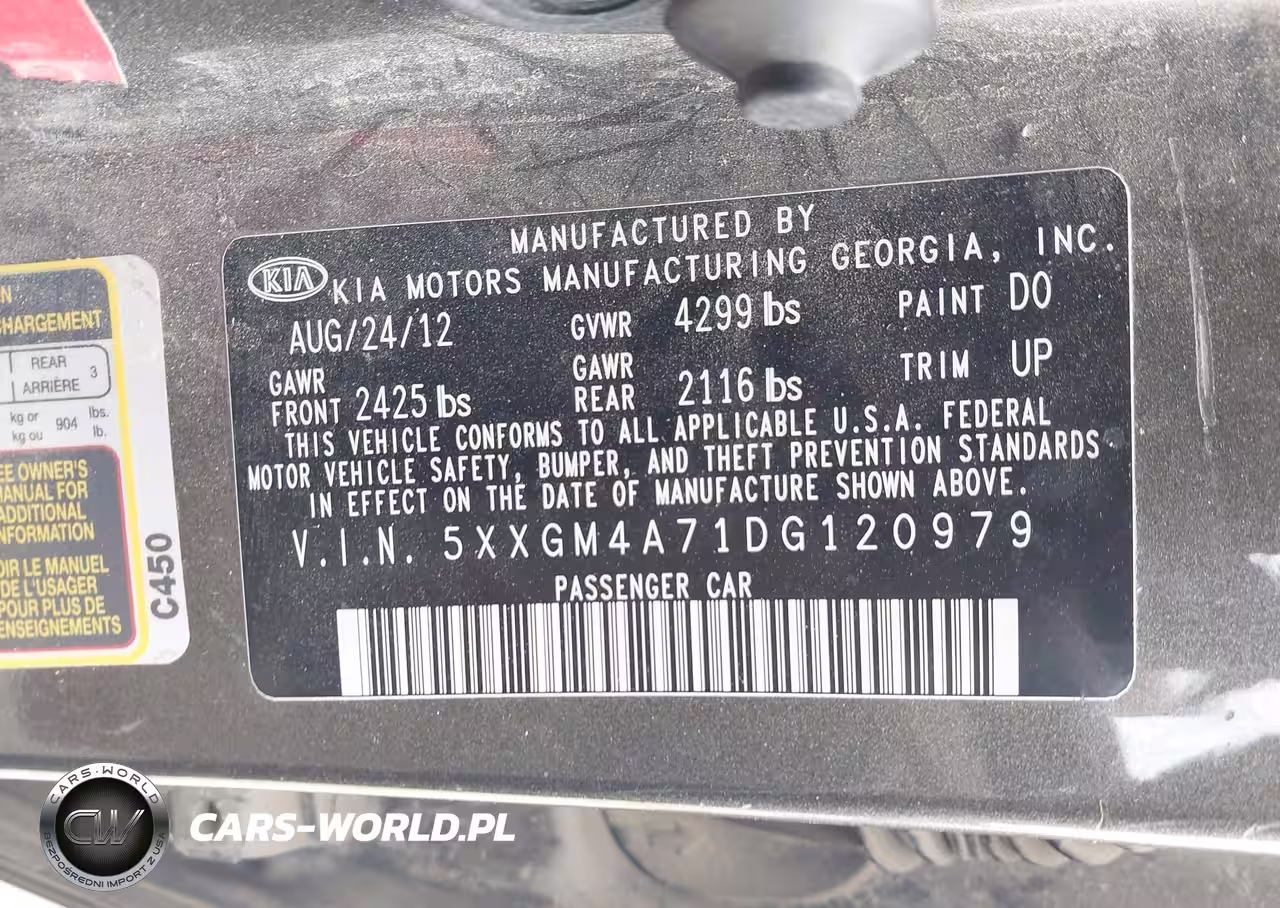 MANUFACTURED BY
KIA KIA MOTORS MANUFACTURING GEORGIA, INC.
AUG/24/12 GVWR 4299 lbs PAINT DO
GAWR FRONT 2425 lbs GAWR REAR 2116 lbs TRIM UP
THIS VEHICLE CONFORMS TO ALL APPLICABLE U.S.A. FEDERAL
MOTOR VEHICLE SAFETY, BUMPER, AND THEFT PREVENTION STANDARDS
IN EFFECT ON THE DATE OF MANUFACTURE SHOWN ABOVE.
V.I.N. 5XXGM4A71DG120979
PASSENGER CAR
CHARGEMENT
REAR 3
ARRIÈRE
kg or 904 lbs.
kg ou lb.
OWNER'S
MANUAL FOR
ADDITIONAL
INFORMATION
LE MANUEL
DE L'USAGER
POUR PLUS DE
C450
CARS-WORLD
CW
BEZPOŚREDNI IMPORT Z USA
CARS-WORLD.PL